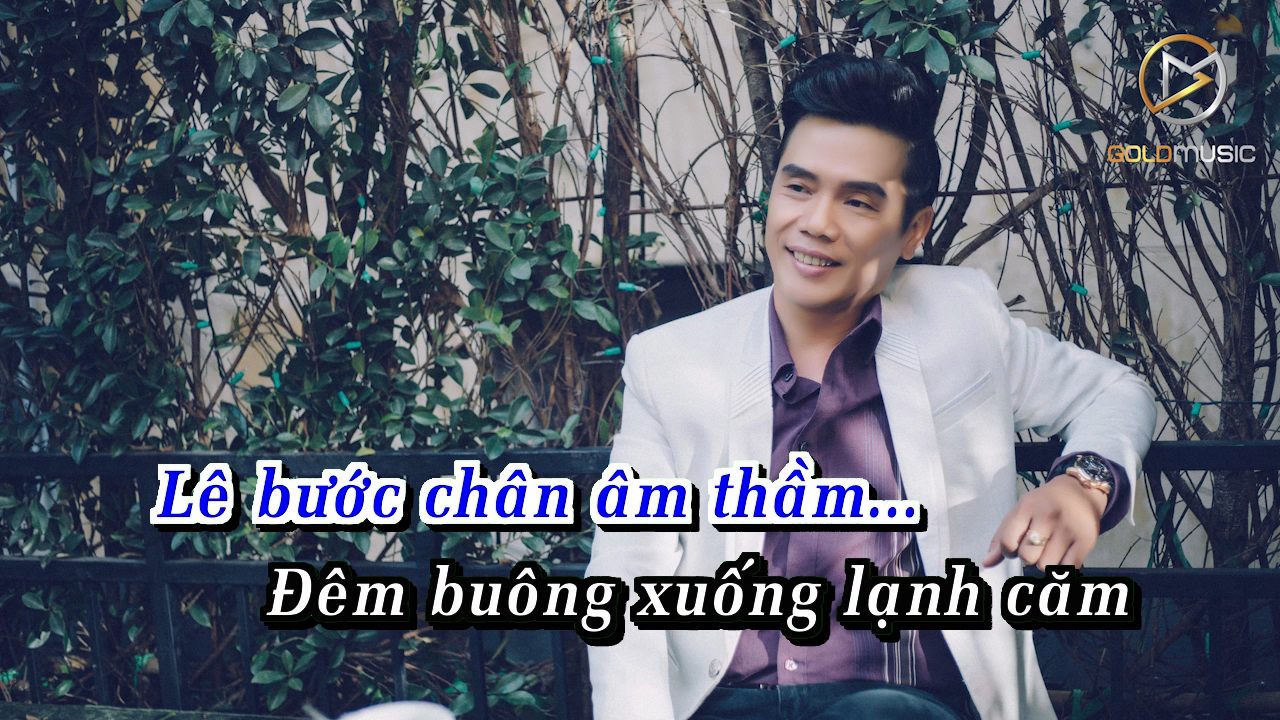 GOLDMUSIC
Lê bước chân âm thầm...
Đêm buông xuống lạnh căm